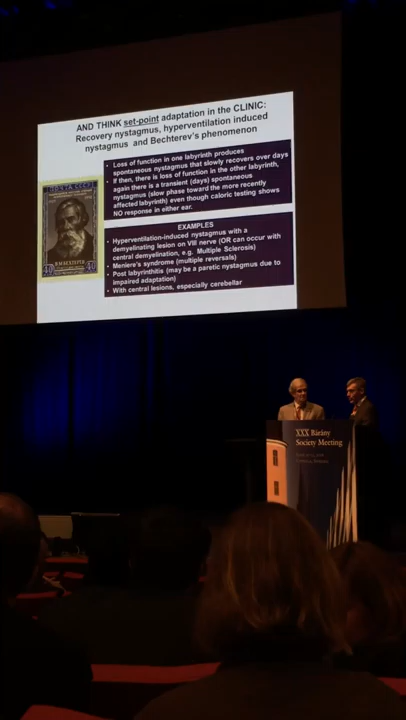 AND THINK set-point adaptation in the CLINIC:
Recovery nystagmus, hyperventilation induced
nystagmus and Bechterev's phenomenon
• Loss of function in one labyrinth produces
spontaneous nystagmus that slowly recovers over days
• If then, there is loss of function in the other labyrinth,
again there is a transient (days) spontaneous
nystagmus (slow phase toward the more recently
affected labyrinth) even though caloric testing shows
NO response in either ear.
EXAMPLES
• Hyperventilation-induced nystagmus with a
demyelinating lesion on VIII nerve (OR can occur with
central demyelination, e.g. Multiple Sclerosis)
• Meniere's syndrome (multiple reversals)
• Post labyrinthitis (may be a paretic nystagmus due to
impaired adaptation)
• With central lesions, especially cerebellar
ПОЧТА СССР
40
40
XXX Bárány
Society Meeting